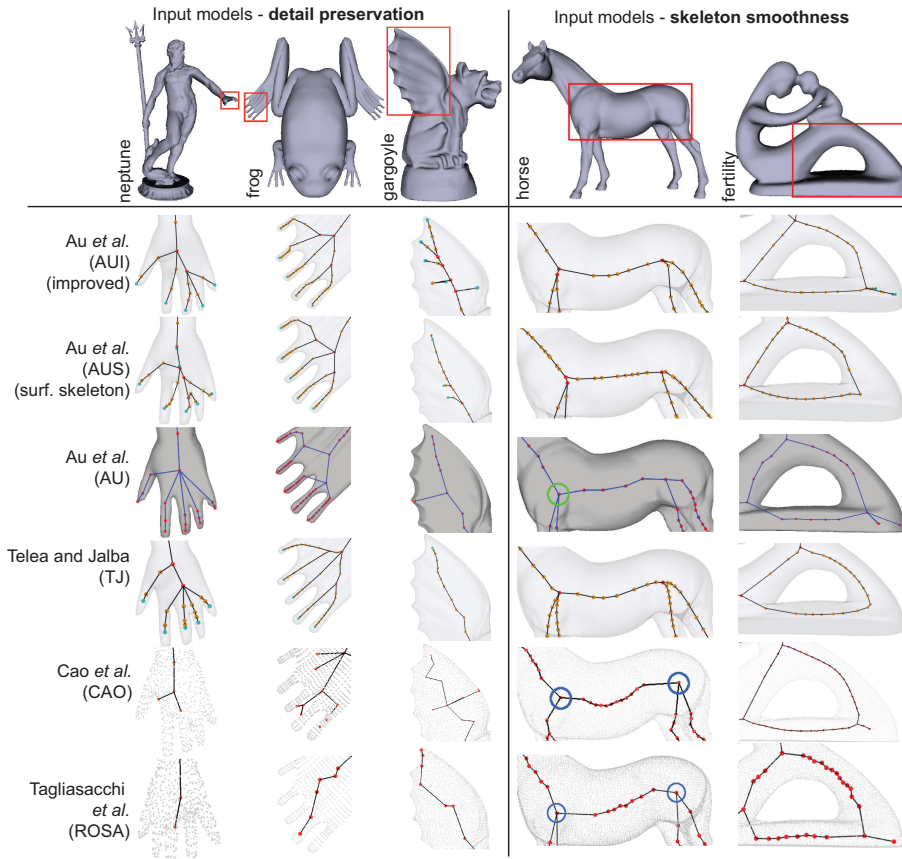 Input models - detail preservation
Input models - skeleton smoothness
neptune
frog
gargoyle
horse
fertility
Au et al.
(AUI)
(improved)
Au et al.
(AUS)
(surf. skeleton)
Au et al.
(AU)
Telea and Jalba
(TJ)
Cao et al.
(CAO)
Tagliasacchi
et al.
(ROSA)